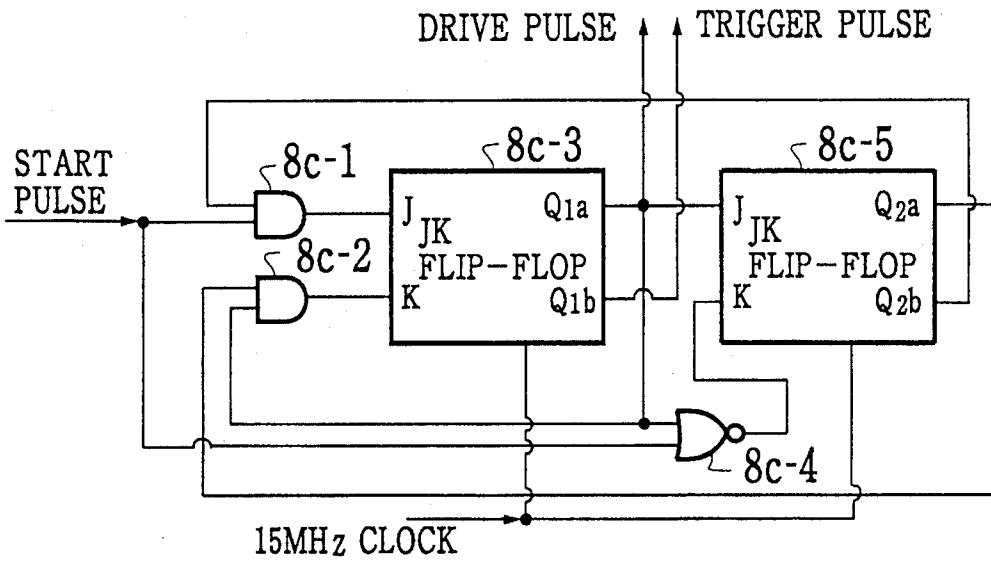 DRIVE PULSE
TRIGGER PULSE
START
PULSE
8c-1
8c-2
8c-3
8c-5
J
JK
FLIP-FLOP
K
Q1a
Q1b
J
JK
FLIP-FLOP
K
Q2a
Q2b
8c-4
15MHz CLOCK